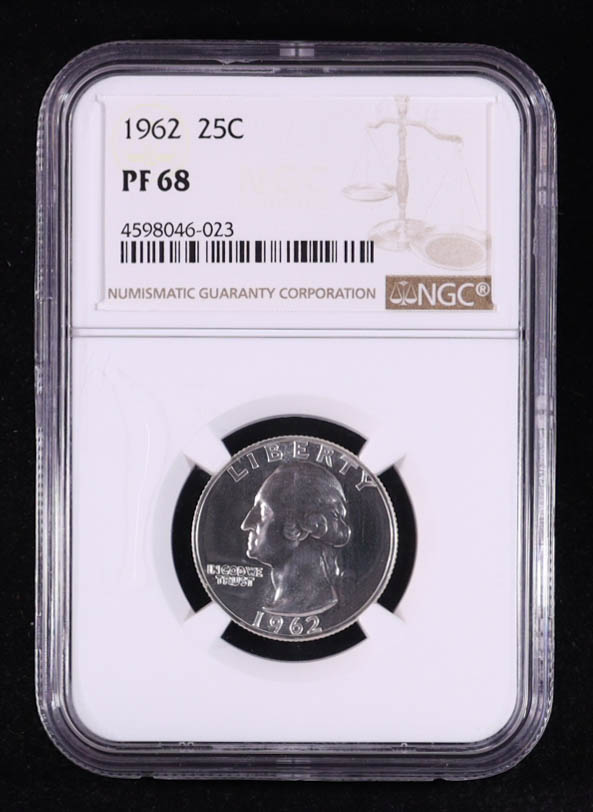 1962 25C
PF 68
4598046-023
NUMISMATIC GUARANTY CORPORATION NGC®
LIBERTY
IN GOD WE
TRUST
1962